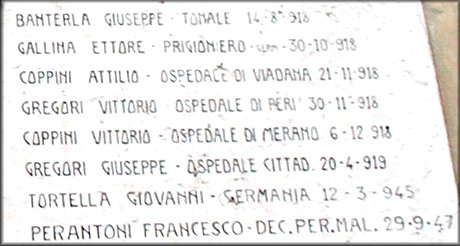 BANTERLA GIUSEPPE - TONALE 14-8-918
GALLINA ETTORE - PRIGIONIERO - GERM - 30-10-918
COPPINI ATTILIO - OSPEDALE DI VIADANA 21-11-918
GREGORI VITTORIO OSPEDALE DI PERI 30-11-918
COPPINI VITTORIO - OSPEDALE DI MERANO 6-12 918
GREGORI GIUSEPPE - OSPEDALE CITTAD. 20-4-919
TORTELLA GIOVANNI - GERMANIA 12-3-945
PERANTONI FRANCESCO - DEC.PER.MAL. 29-9-47